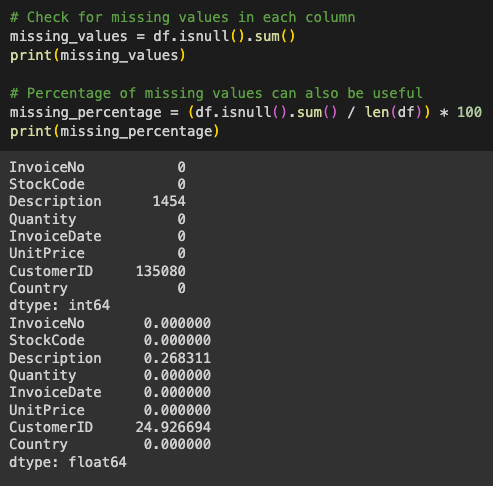 # Check for missing values in each column
missing_values = df.isnull().sum()
print(missing_values)
# Percentage of missing values can also be useful
missing_percentage = (df.isnull().sum() / len(df)) * 100
print(missing_percentage)
InvoiceNo 0
StockCode 0
Description 1454
Quantity 0
InvoiceDate 0
UnitPrice 0
CustomerID 135080
Country 0
dtype: int64
InvoiceNo 0.000000
StockCode 0.000000
Description 0.268311
Quantity 0.000000
InvoiceDate 0.000000
UnitPrice 0.000000
CustomerID 24.926694
Country 0.000000
dtype: float64